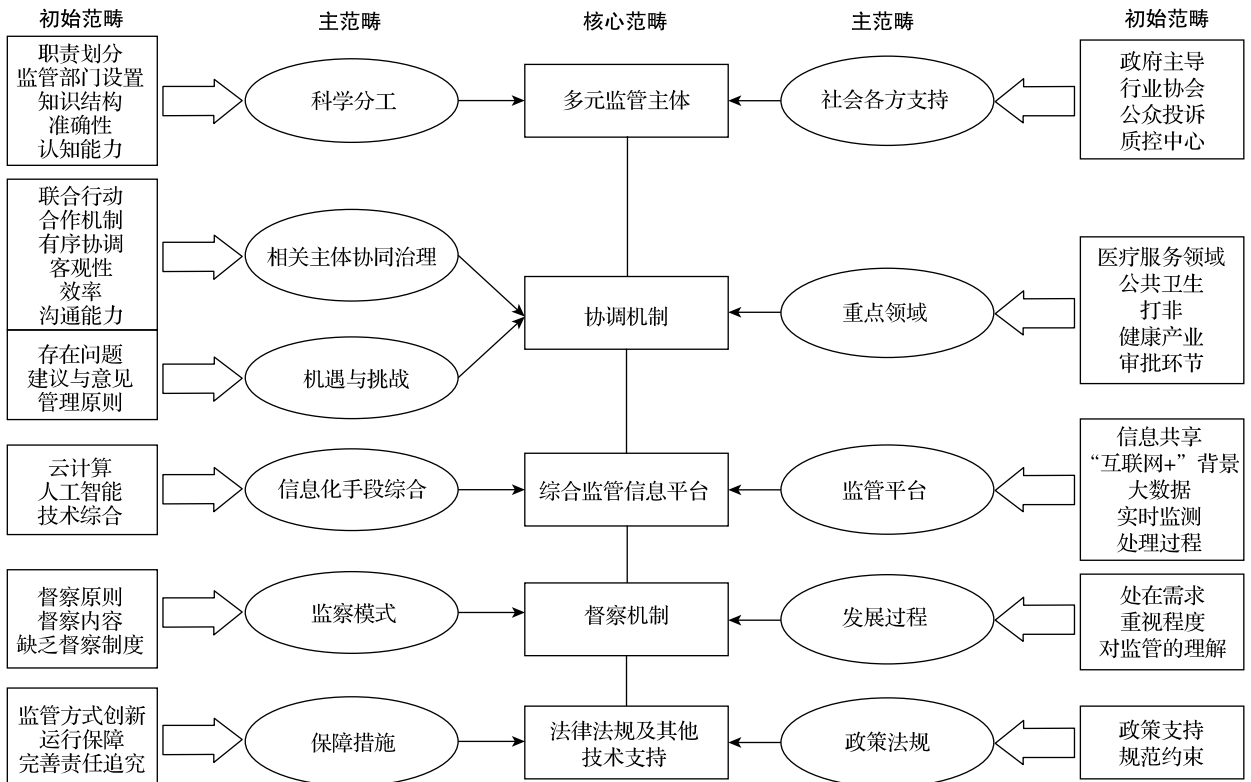 初始范畴
主范畴
核心范畴
主范畴
初始范畴
职责划分
监管部门设置
知识结构
准确性
认知能力
科学分工
多元监管主体
社会各方支持
政府主导
行业协会
公众投诉
质控中心
联合行动
合作机制
有序协调
客观性
效率
沟通能力
相关主体协同治理
存在问题
建议与意见
管理原则
机遇与挑战
协调机制
重点领域
医疗服务领域
公共卫生
打非
健康产业
审批环节
云计算
人工智能
技术综合
信息化手段综合
综合监管信息平台
监管平台
信息共享
“互联网+”背景
大数据
实时监测
处理过程
督察原则
督察内容
缺乏督察制度
监察模式
督察机制
发展过程
处在需求
重视程度
对监管的理解
监管方式创新
运行保障
完善责任追究
保障措施
法律法规及其他
技术支持
政策法规
政策支持
规范约束